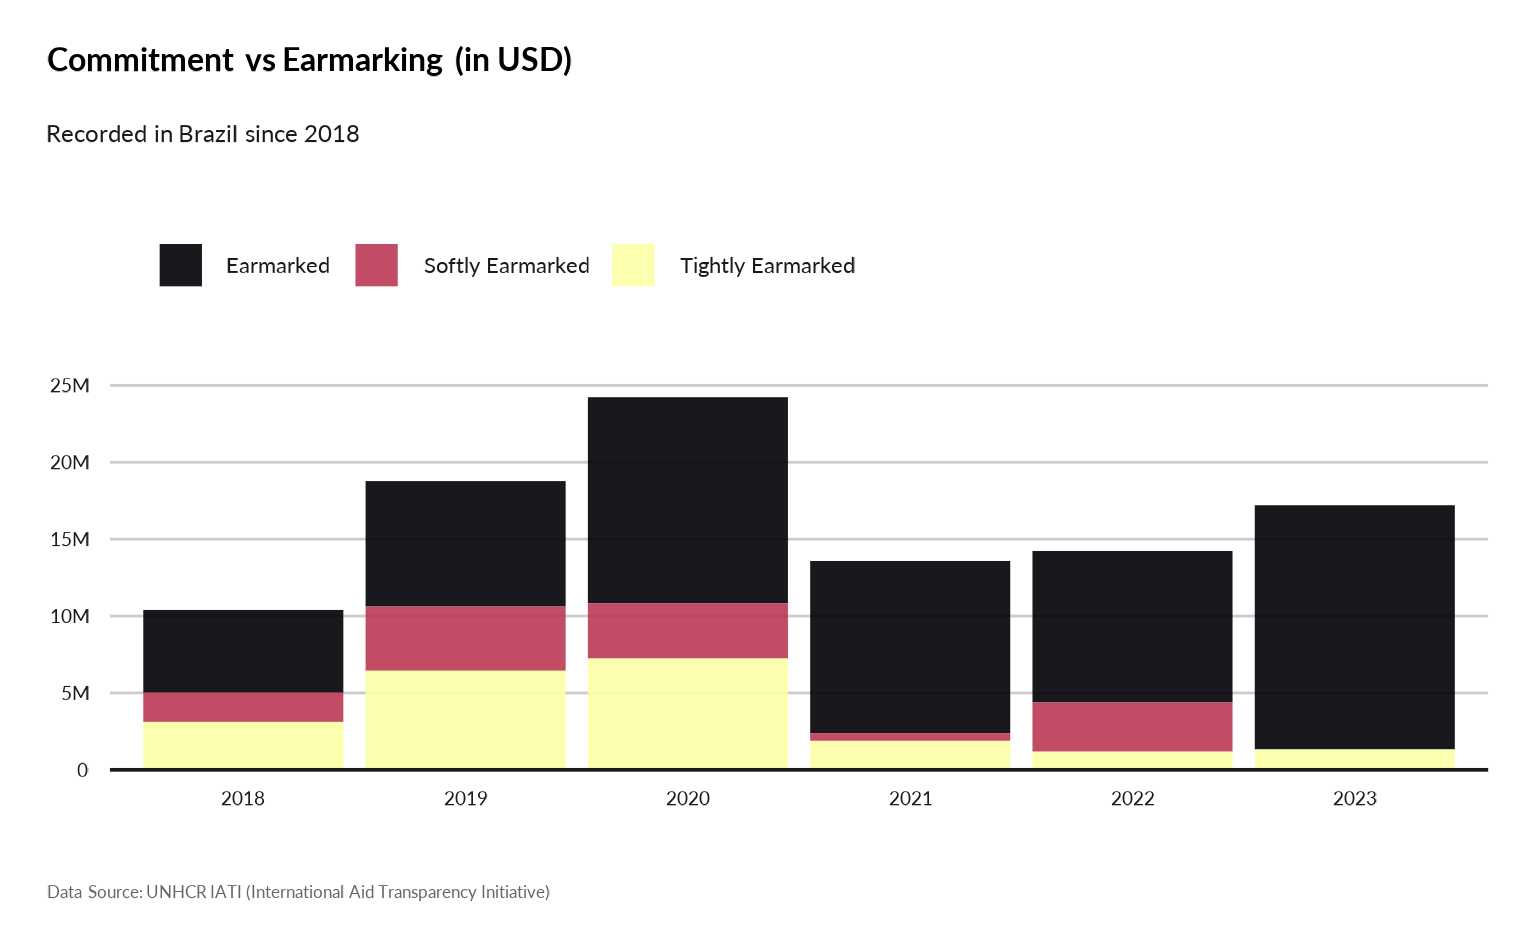 Commitment vs Earmarking (in USD)
Recorded in Brazil since 2018
Earmarked Softly Earmarked Tightly Earmarked
25M
20M
15M
10M
5M
0
2018 2019 2020 2021 2022 2023
Data Source: UNHCR IATI (International Aid Transparency Initiative)